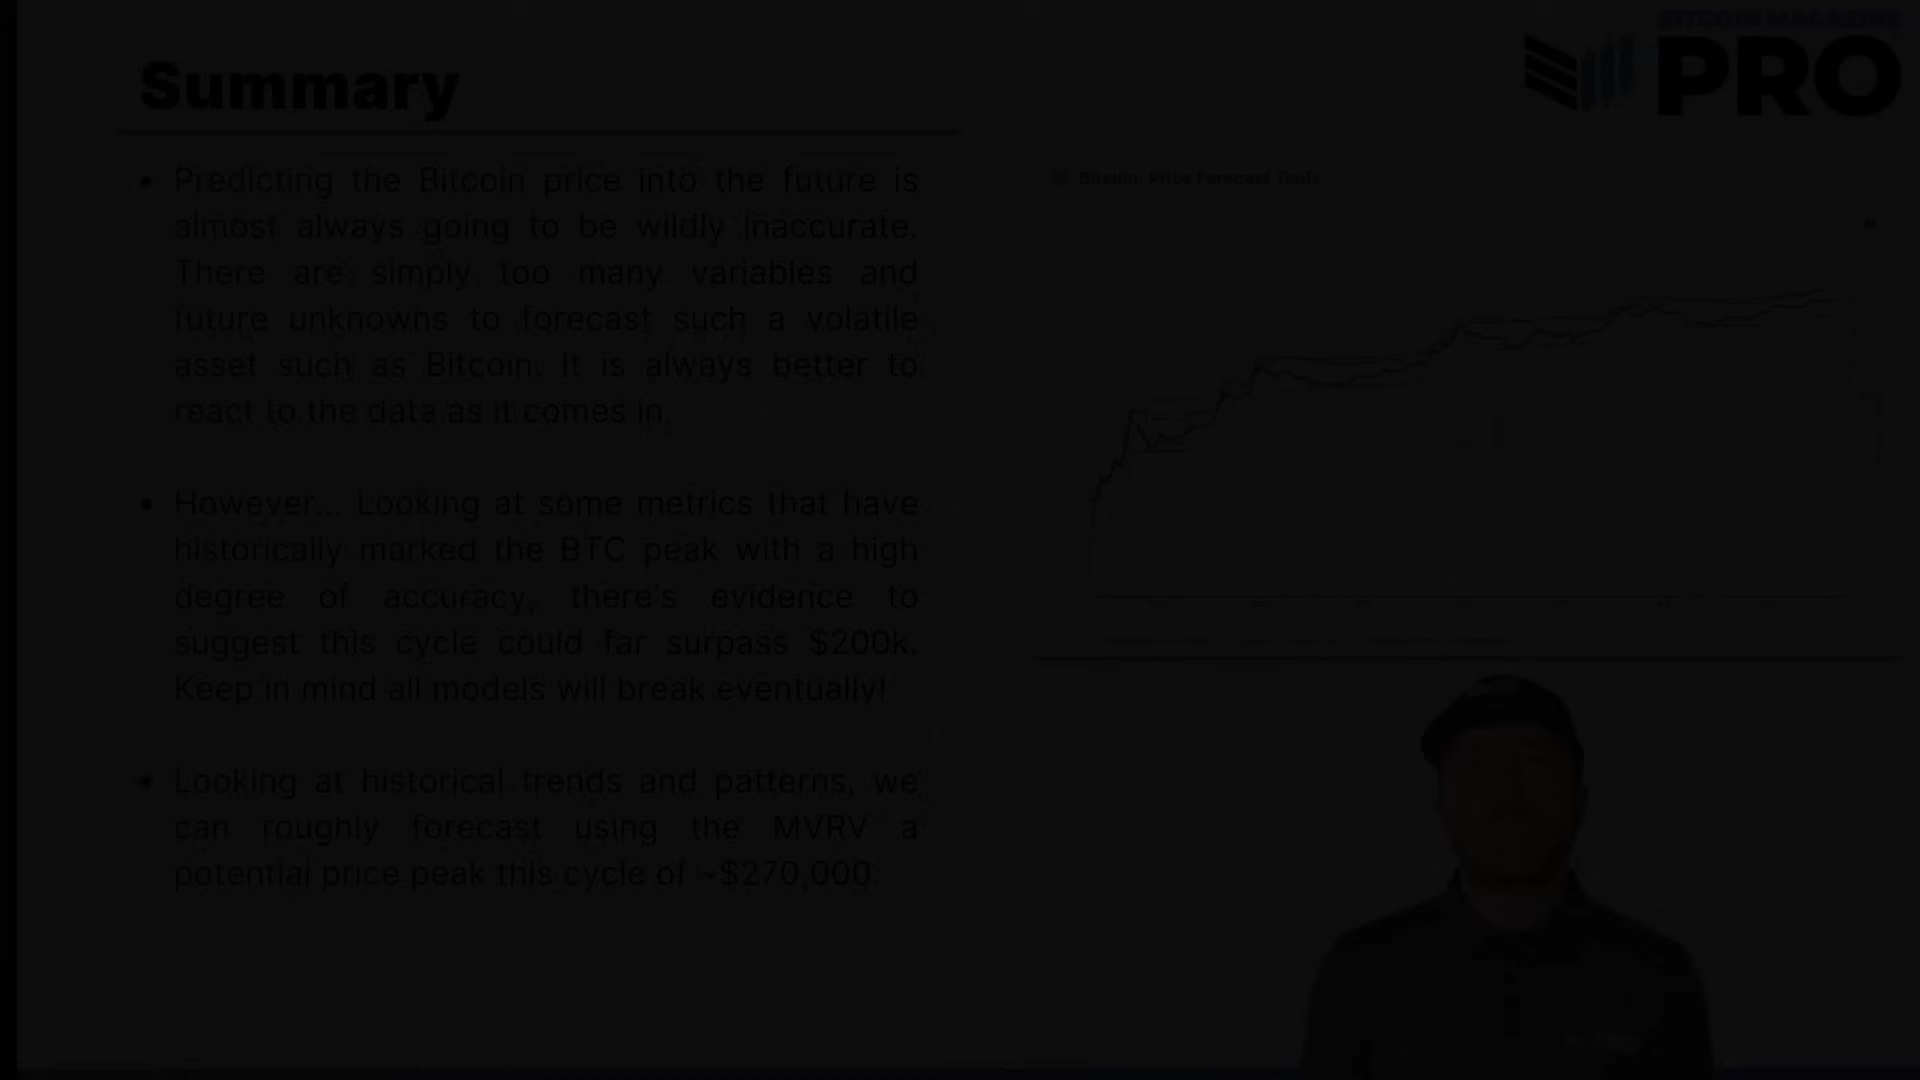 Summary
• Predicting the Bitcoin price into the future is
almost always going to be wildly inaccurate.
There are simply too many variables and
future unknowns to forecast such a volatile
asset such as Bitcoin. It is always better to
react to the data as it comes in.
• However... Looking at some metrics that have
historically marked the BTC peak with a high
degree of accuracy, there's evidence to
suggest this cycle could far surpass $200k.
Keep in mind all models will break eventually!
• Looking at historical trends and patterns, we
can roughly forecast using the MVRV a
potential price peak this cycle of ~$270,000.
BITCOIN MAGAZINE
PRO
Bitcoin: Price Forecast Tools
PRO